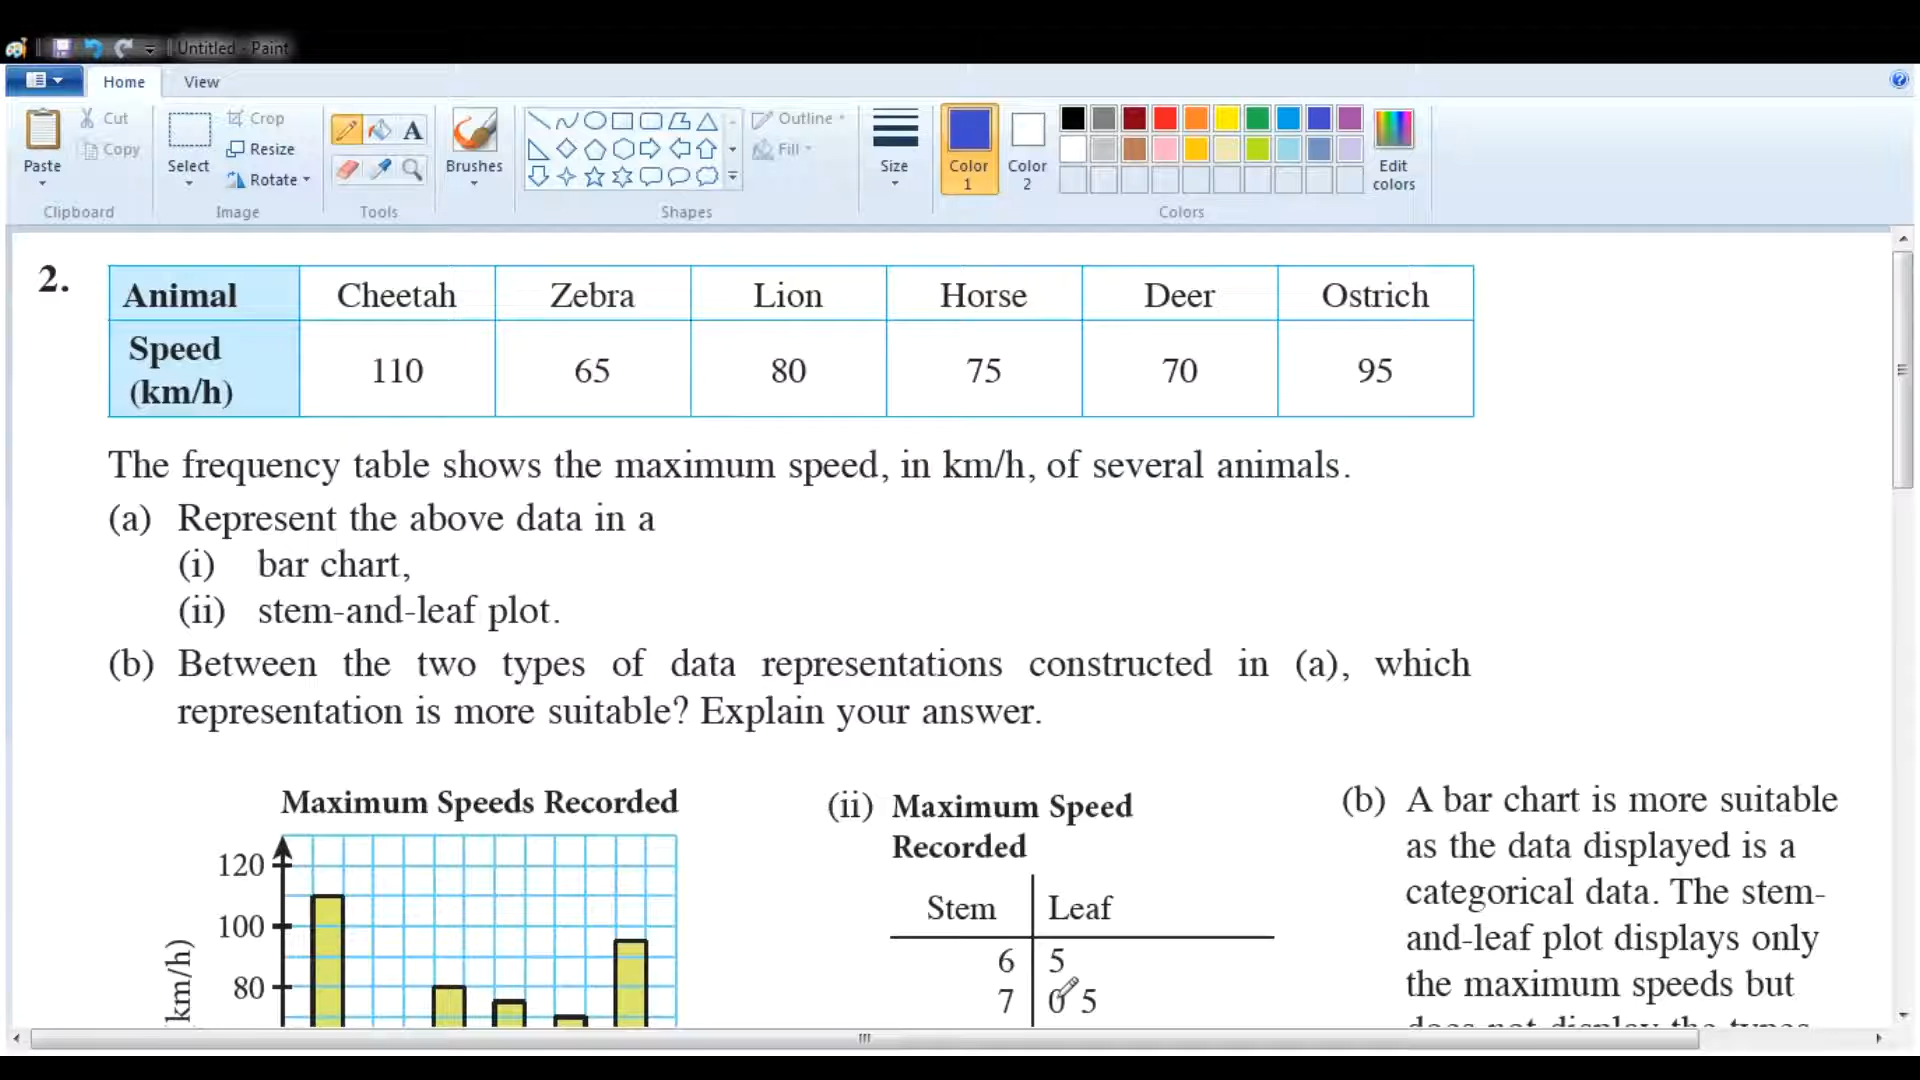 Untitled - Paint
Home View
Paste
Cut
Copy
Clipboard
Select
Crop
Resize
Rotate
Image
A
Tools
Brushes
Outline
Fill
Shapes
Size
Color 1
Color 2
Edit colors
Colors
2.
Animal Cheetah Zebra Lion Horse Deer Ostrich
Speed (km/h) 110 65 80 75 70 95
The frequency table shows the maximum speed, in km/h, of several animals.
(a) Represent the above data in a
(i) bar chart,
(ii) stem-and-leaf plot.
(b) Between the two types of data representations constructed in (a), which
representation is more suitable? Explain your answer.
Maximum Speeds Recorded
120
100
80
km/h)
(ii) Maximum Speed
Recorded
Stem Leaf
6 5
7 0 5
(b) A bar chart is more suitable
as the data displayed is a
categorical data. The stem-
and-leaf plot displays only
the maximum speeds but
does not display the types